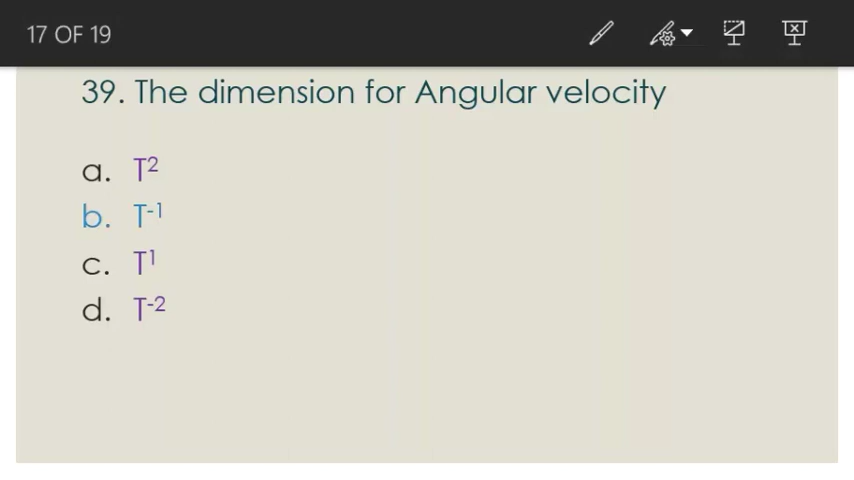 17 OF 19
39. The dimension for Angular velocity
a. T²
b. T⁻¹
c. T¹
d. T⁻²